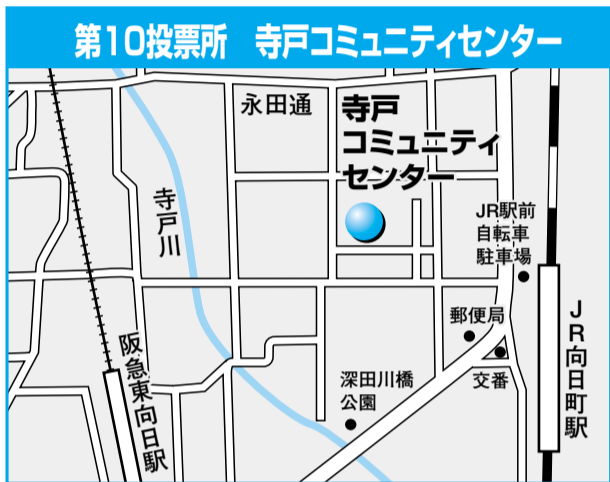 第10投票所 寺戸コミュニティセンター
永田通
寺戸
コミュニティ
センター
寺戸川
JR駅前
自転車
駐車場
郵便局
JR向日町駅
阪急東向日駅
深田川橋
公園
交番